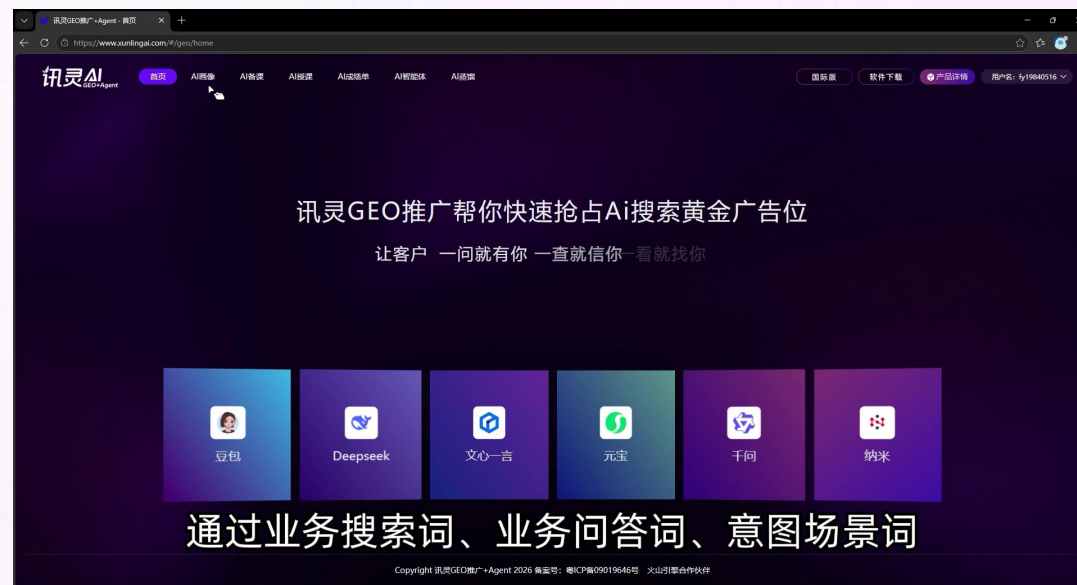 讯灵GEO推广+Agent - 首页
https://www.xunlingai.com/#/geo/home
讯灵AI
GEO+Agent
首页
AI画像
AI备课
AI授课
AI成绩单
AI智能体
AI蒸馏
国际版
软件下载
产品详情
用户名：fy19840516
讯灵GEO推广帮你快速抢占Ai搜索黄金广告位
让客户 一问就有你 一查就信你 一看就找你
豆包
Deepseek
文心一言
元宝
千问
纳米
通过业务搜索词、业务问答词、意图场景词
Copyright 讯灵GEO推广+Agent 2026 备案号：粤ICP备09019646号 火山引擎合作伙伴